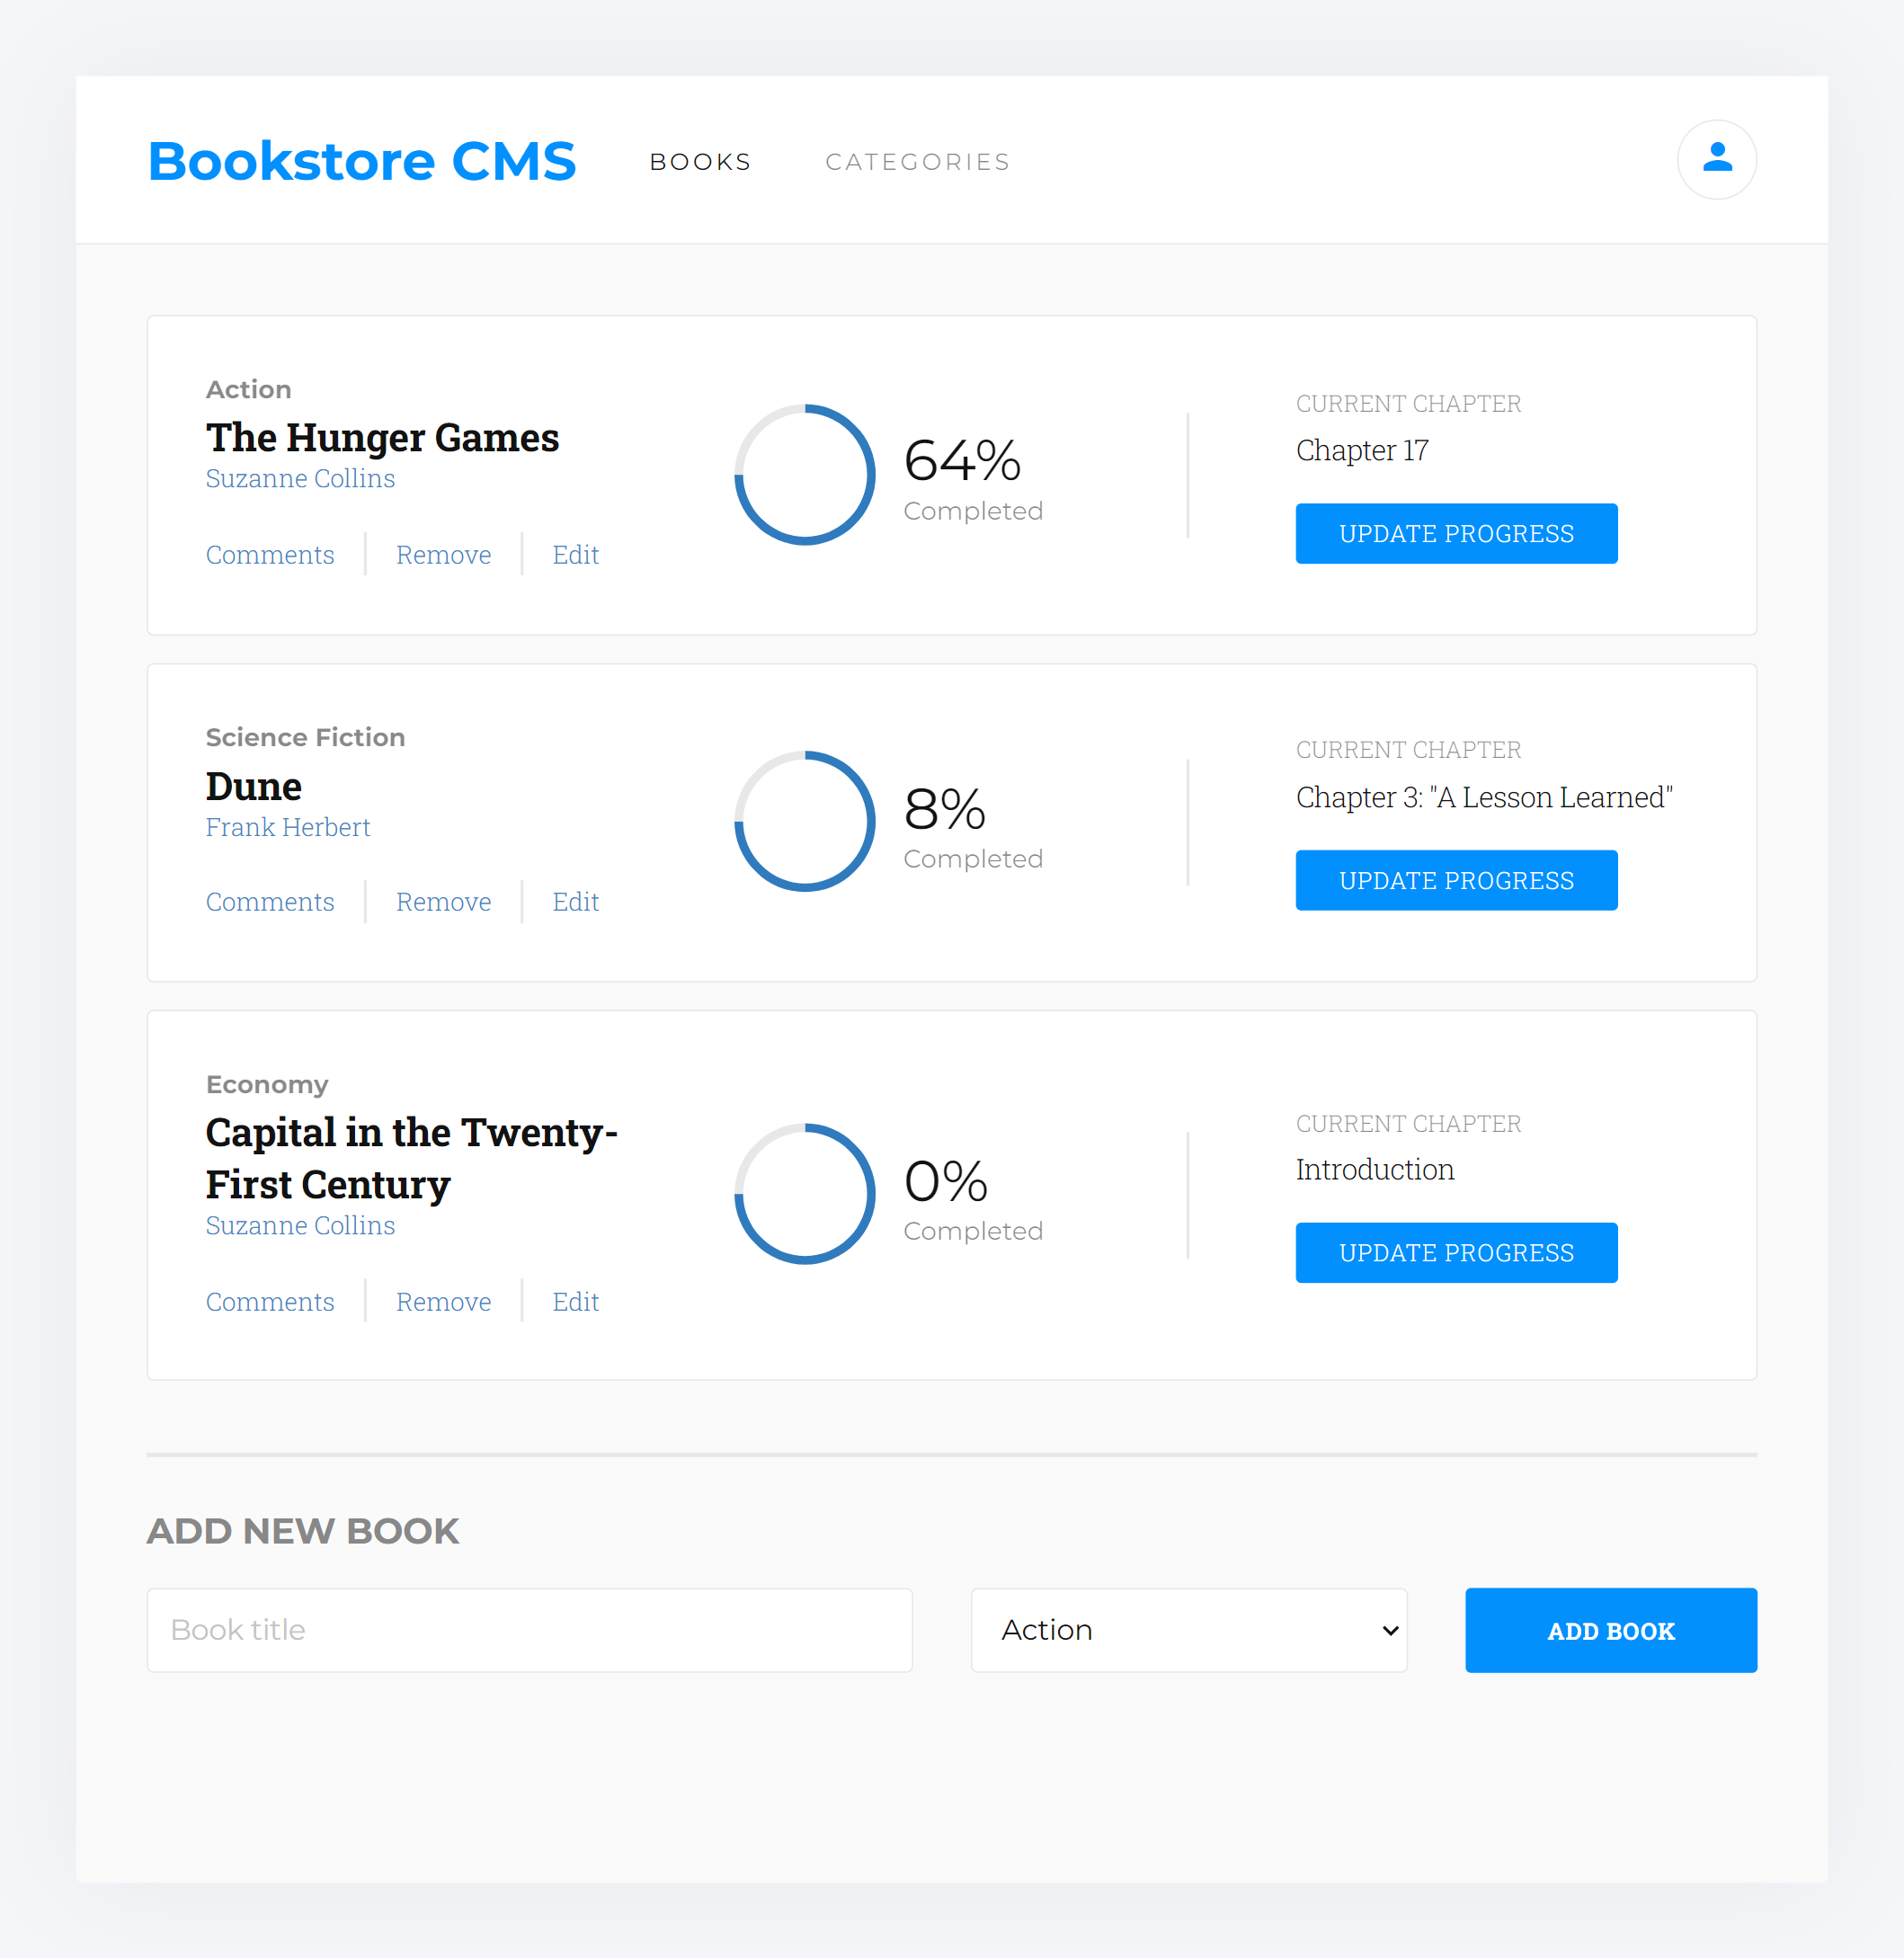 Bookstore CMS
BOOKS
CATEGORIES
Action
The Hunger Games
Suzanne Collins
Comments
Remove
Edit
64%
Completed
CURRENT CHAPTER
Chapter 17
UPDATE PROGRESS
Science Fiction
Dune
Frank Herbert
Comments
Remove
Edit
8%
Completed
CURRENT CHAPTER
Chapter 3: "A Lesson Learned"
UPDATE PROGRESS
Economy
Capital in the Twenty-
First Century
Suzanne Collins
Comments
Remove
Edit
0%
Completed
CURRENT CHAPTER
Introduction
UPDATE PROGRESS
ADD NEW BOOK
Book title
Action
ADD BOOK